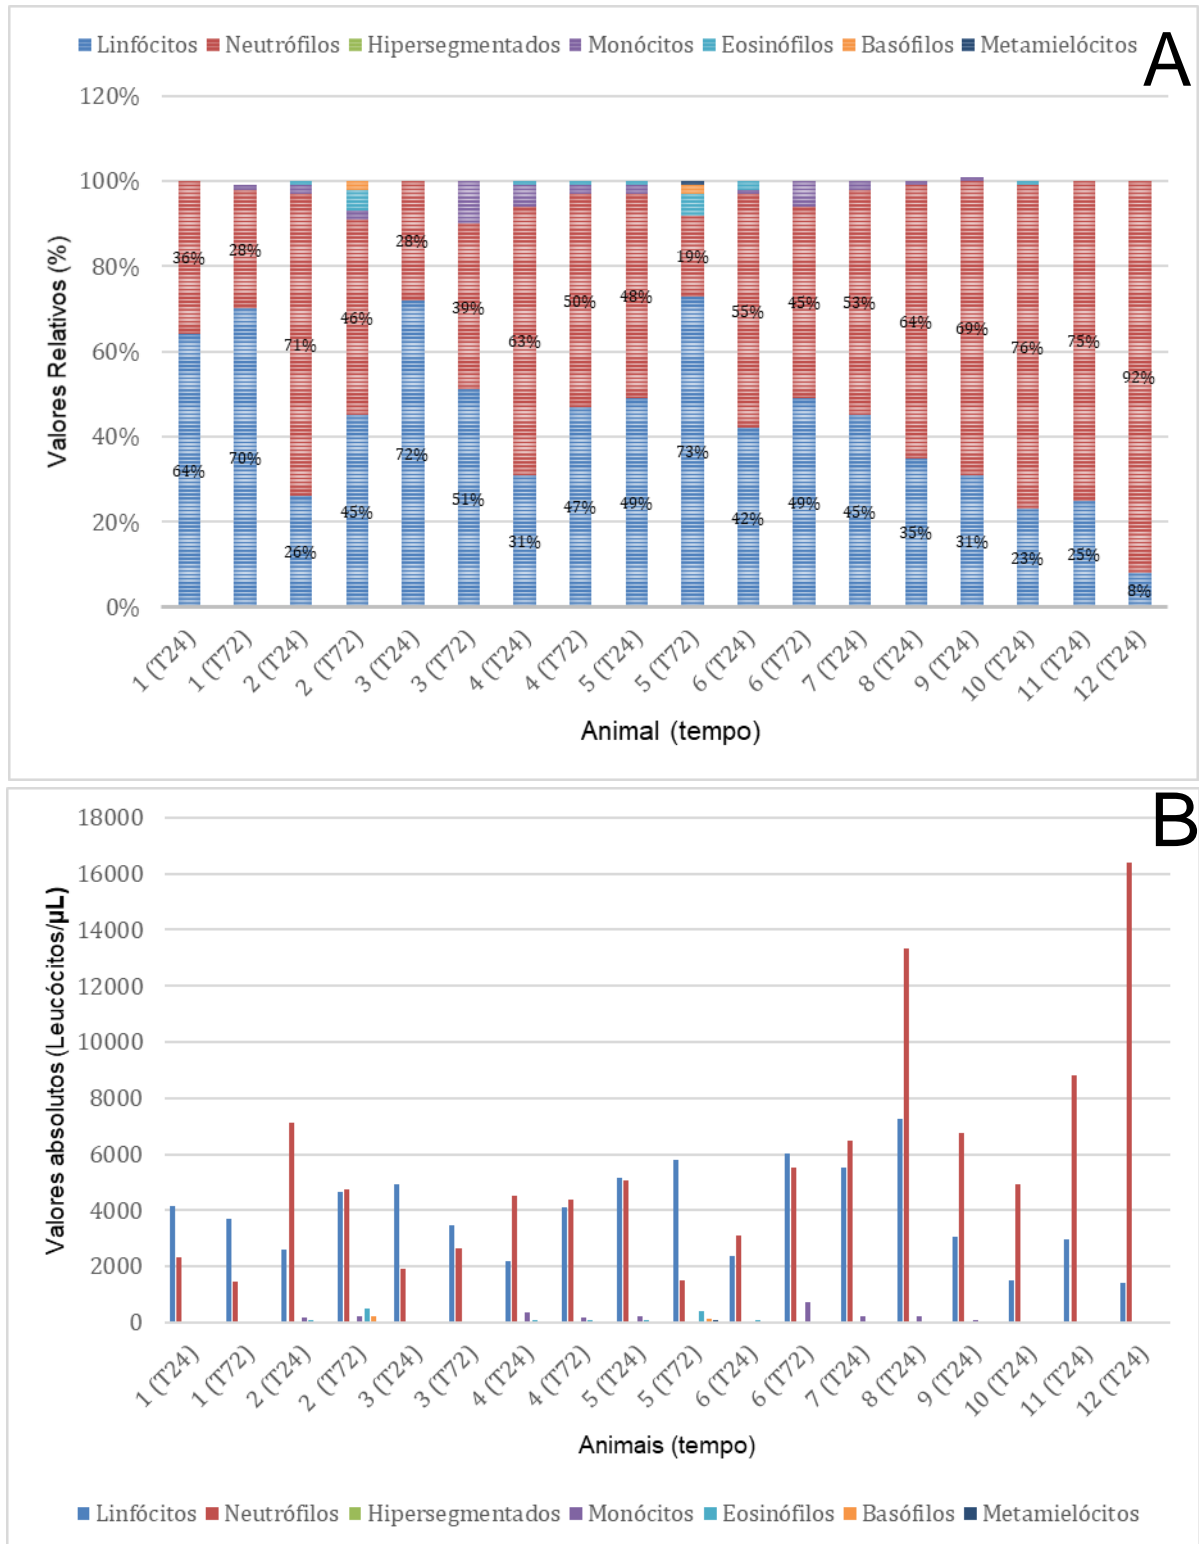 Linfócitos Neutrófilos Hipersegmentados Monócitos Eosinófilos Basófilos Metamielócitos
A
Valores Relativos (%)
120%
100%
80%
60%
40%
20%
0%
36% 28% 71% 46% 28% 39% 63% 50% 48% 19% 55% 45% 53% 64% 69% 76% 75% 92%
64% 70% 26% 45% 72% 51% 31% 47% 49% 73% 42% 49% 45% 35% 31% 23% 25% 8%
1 (T24) 1 (T72) 2 (T24) 2 (T72) 3 (T24) 3 (T72) 4 (T24) 4 (T72) 5 (T24) 5 (T72) 6 (T24) 6 (T72) 7 (T24) 8 (T24) 9 (T24) 10 (T24) 11 (T24) 12 (T24)
Animal (tempo)
B
Valores absolutos (Leucócitos/µL)
18000
16000
14000
12000
10000
8000
6000
4000
2000
0
1 (T24) 1 (T72) 2 (T24) 2 (T72) 3 (T24) 3 (T72) 4 (T24) 4 (T72) 5 (T24) 5 (T72) 6 (T24) 6 (T72) 7 (T24) 8 (T24) 9 (T24) 10 (T24) 11 (T24) 12 (T24)
Animais (tempo)
Linfócitos Neutrófilos Hipersegmentados Monócitos Eosinófilos Basófilos Metamielócitos